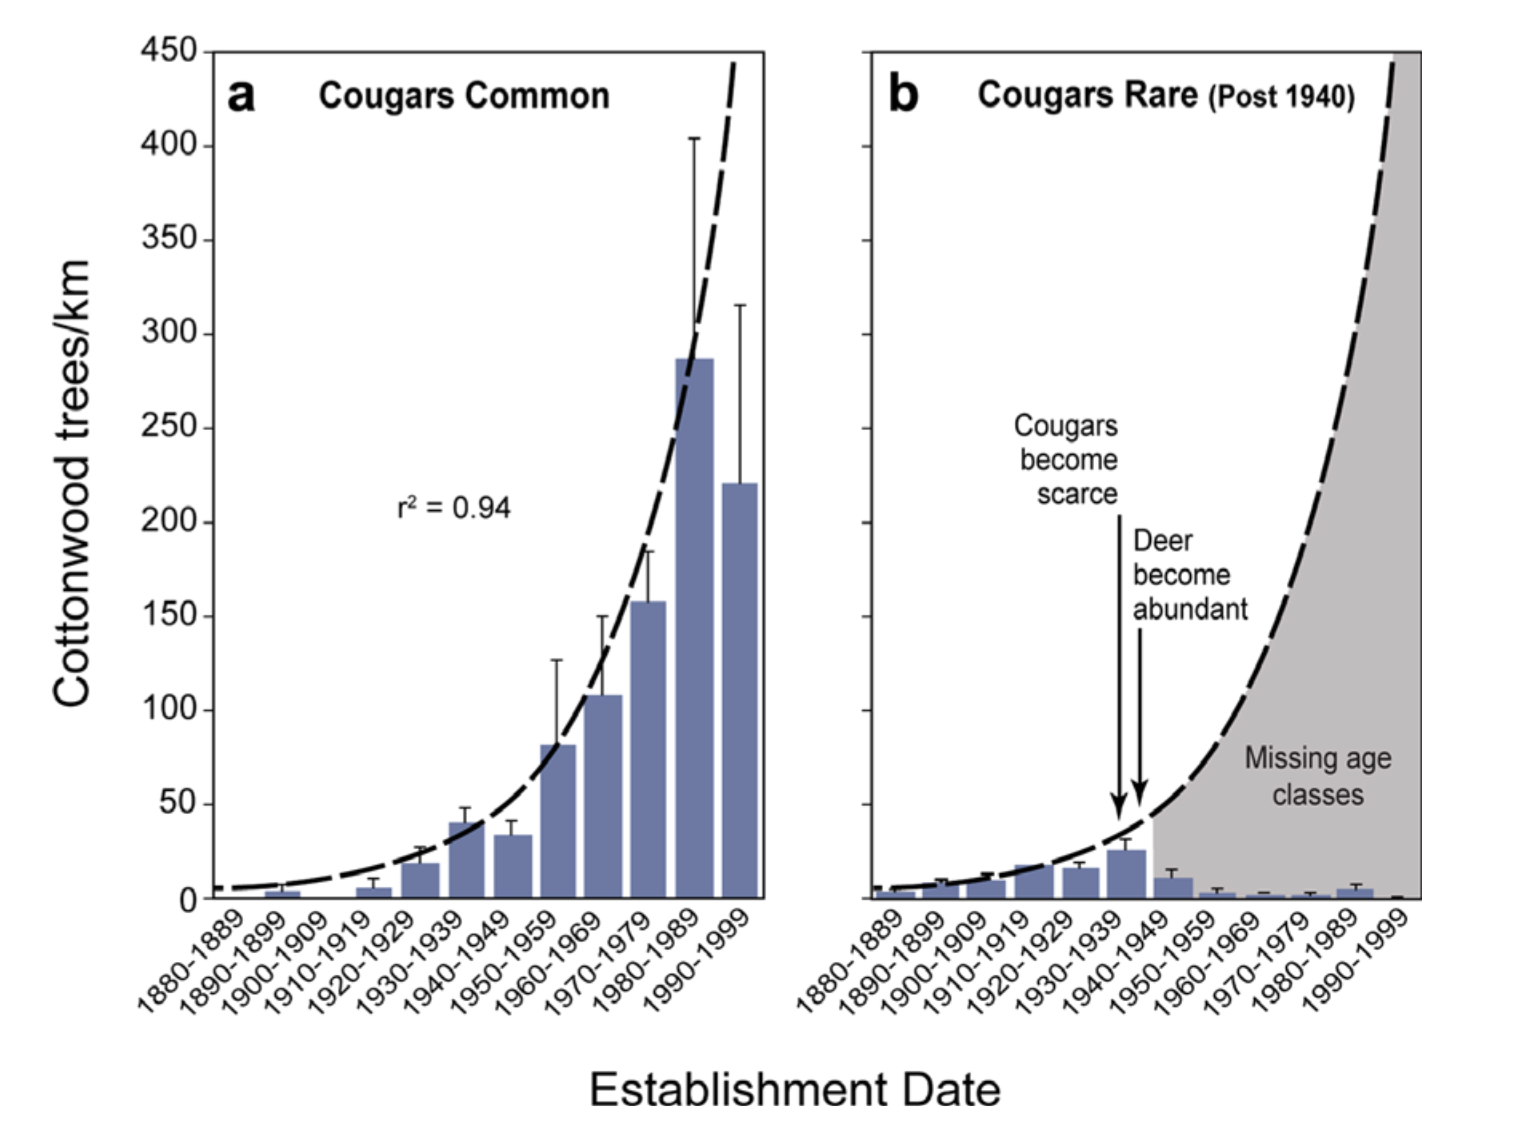 a Cougars Common
b Cougars Rare (Post 1940)
Cottonwood trees/km
450
400
350
300
250
200
150
100
50
0
r² = 0.94
Cougars
become
scarce
Deer
become
abundant
Missing age
classes
1880-1889
1890-1899
1900-1909
1910-1919
1920-1929
1930-1939
1940-1949
1950-1959
1960-1969
1970-1979
1980-1989
1990-1999
1880-1889
1890-1899
1900-1909
1910-1919
1920-1929
1930-1939
1940-1949
1950-1959
1960-1969
1970-1979
1980-1989
1990-1999
Establishment Date